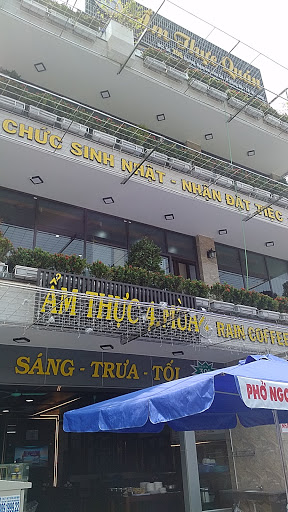 Ẩm Thực Quán
CHỨC SINH NHẬT - NHẬN ĐẶT TIỆC
ẨM THỰC 4 MÙA - RAIN COFFEE
SÁNG - TRƯA - TỐI
PHỞ NGO